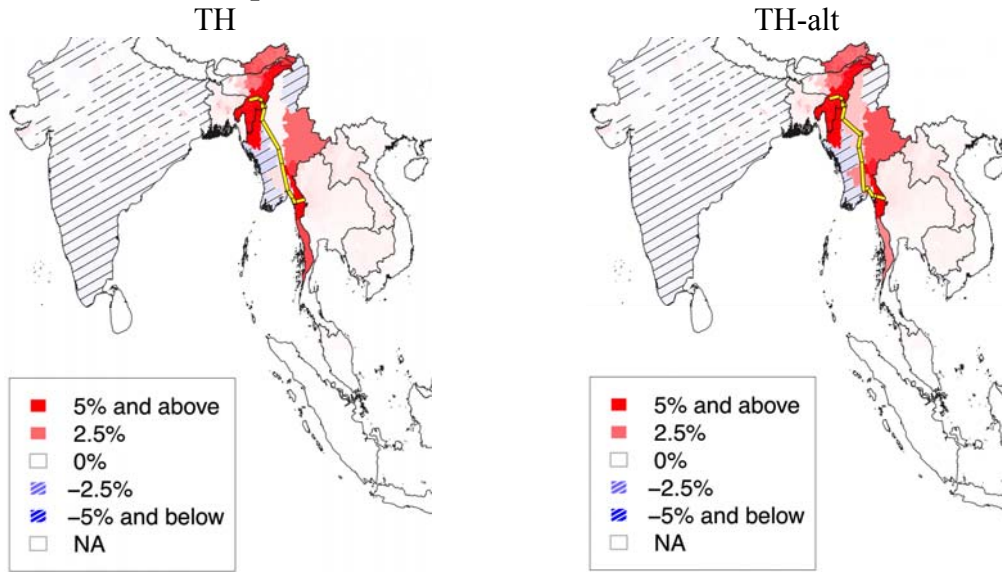 TH
TH-alt
5% and above
2.5%
0%
−2.5%
−5% and below
NA
5% and above
2.5%
0%
−2.5%
−5% and below
NA